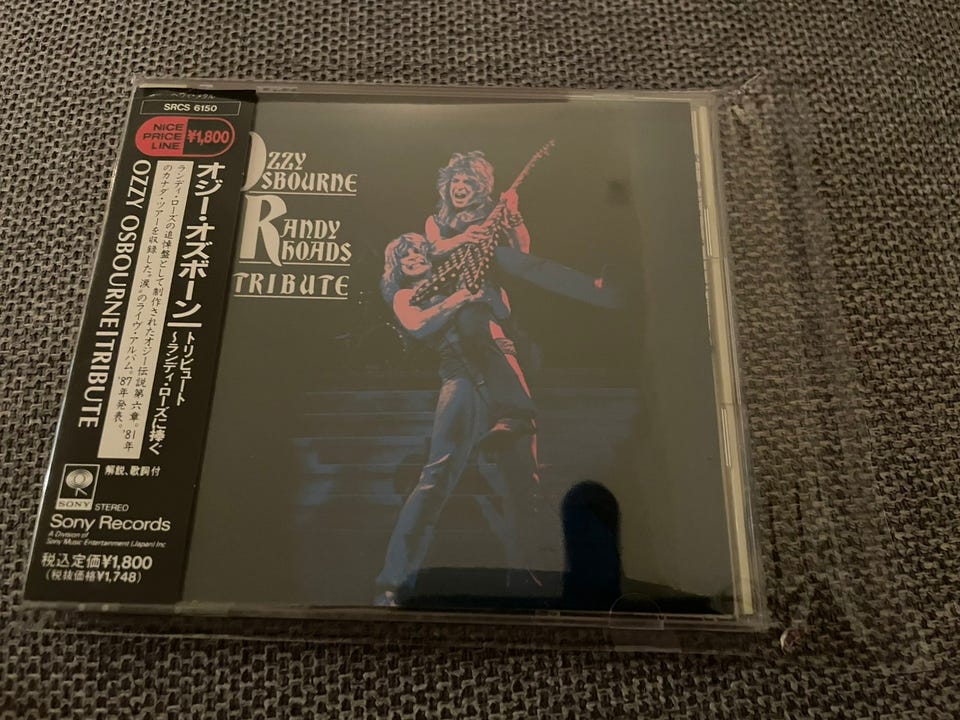 ヘヴィ・メタル
SRCS 6150
NICE
PRICE
LINE
¥1,800
オジー・オズボーン
トリビュート
〜ランディ・ローズに捧ぐ
ランディ・ローズの追悼盤として制作されたオジー伝説第六章。'81年
のカナダ・ツアーを収録した“涙”のライヴ・アルバム。'87年発表。
OZZY OSBOURNE|TRIBUTE
解説、歌詞付
SONY
STEREO
Sony Records
A Division of
Sony Music Entertainment (Japan) Inc
税込定価¥1,800
(税抜価格¥1,748)
OZZY
OSBOURNE
RANDY
RHOADS
TRIBUTE